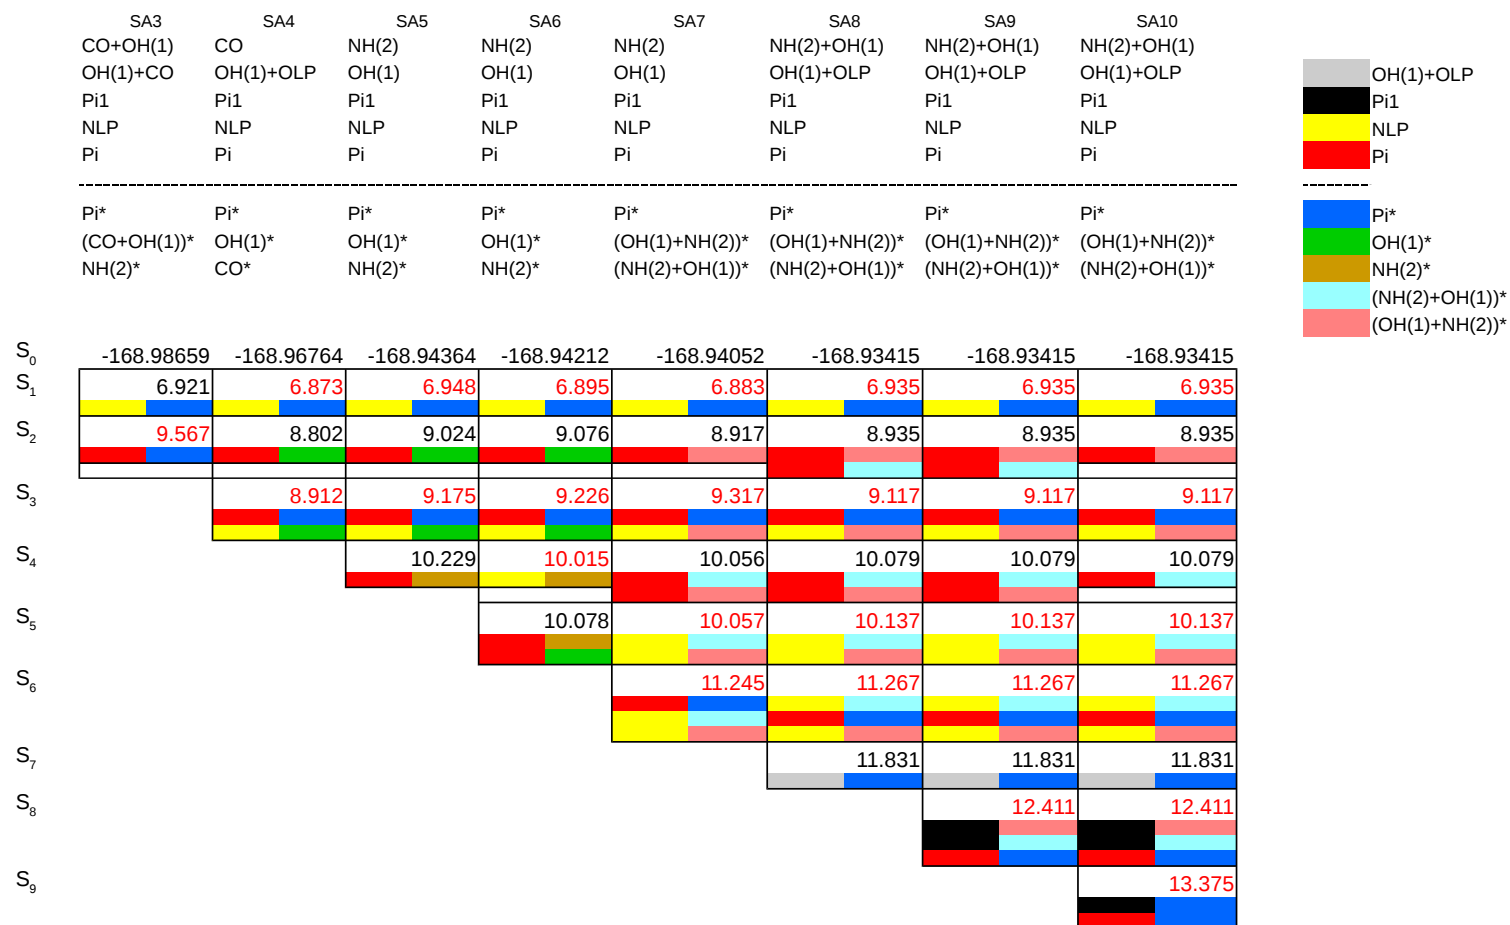 SA3 SA4 SA5 SA6 SA7 SA8 SA9 SA10
CO+OH(1) CO NH(2) NH(2) NH(2) NH(2)+OH(1) NH(2)+OH(1) NH(2)+OH(1)
OH(1)+CO OH(1)+OLP OH(1) OH(1) OH(1) OH(1)+OLP OH(1)+OLP OH(1)+OLP OH(1)+OLP
Pi1 Pi1 Pi1 Pi1 Pi1 Pi1 Pi1 Pi1 Pi1
NLP NLP NLP NLP NLP NLP NLP NLP NLP
Pi Pi Pi Pi Pi Pi Pi Pi Pi
Pi* Pi* Pi* Pi* Pi* Pi* Pi* Pi* Pi*
(CO+OH(1))* OH(1)* OH(1)* OH(1)* (OH(1)+NH(2))* (OH(1)+NH(2))* (OH(1)+NH(2))* (OH(1)+NH(2))* OH(1)*
NH(2)* CO* NH(2)* NH(2)* (NH(2)+OH(1))* (NH(2)+OH(1))* (NH(2)+OH(1))* (NH(2)+OH(1))* NH(2)*
(NH(2)+OH(1))*
(OH(1)+NH(2))*
S0 -168.98659 -168.96764 -168.94364 -168.94212 -168.94052 -168.93415 -168.93415 -168.93415
S1 6.921 6.873 6.948 6.895 6.883 6.935 6.935 6.935
S2 9.567 8.802 9.024 9.076 8.917 8.935 8.935 8.935
S3 8.912 9.175 9.226 9.317 9.117 9.117 9.117
S4 10.229 10.015 10.056 10.079 10.079 10.079
S5 10.078 10.057 10.137 10.137 10.137
S6 11.245 11.267 11.267 11.267
S7 11.831 11.831 11.831
S8 12.411 12.411
S9 13.375